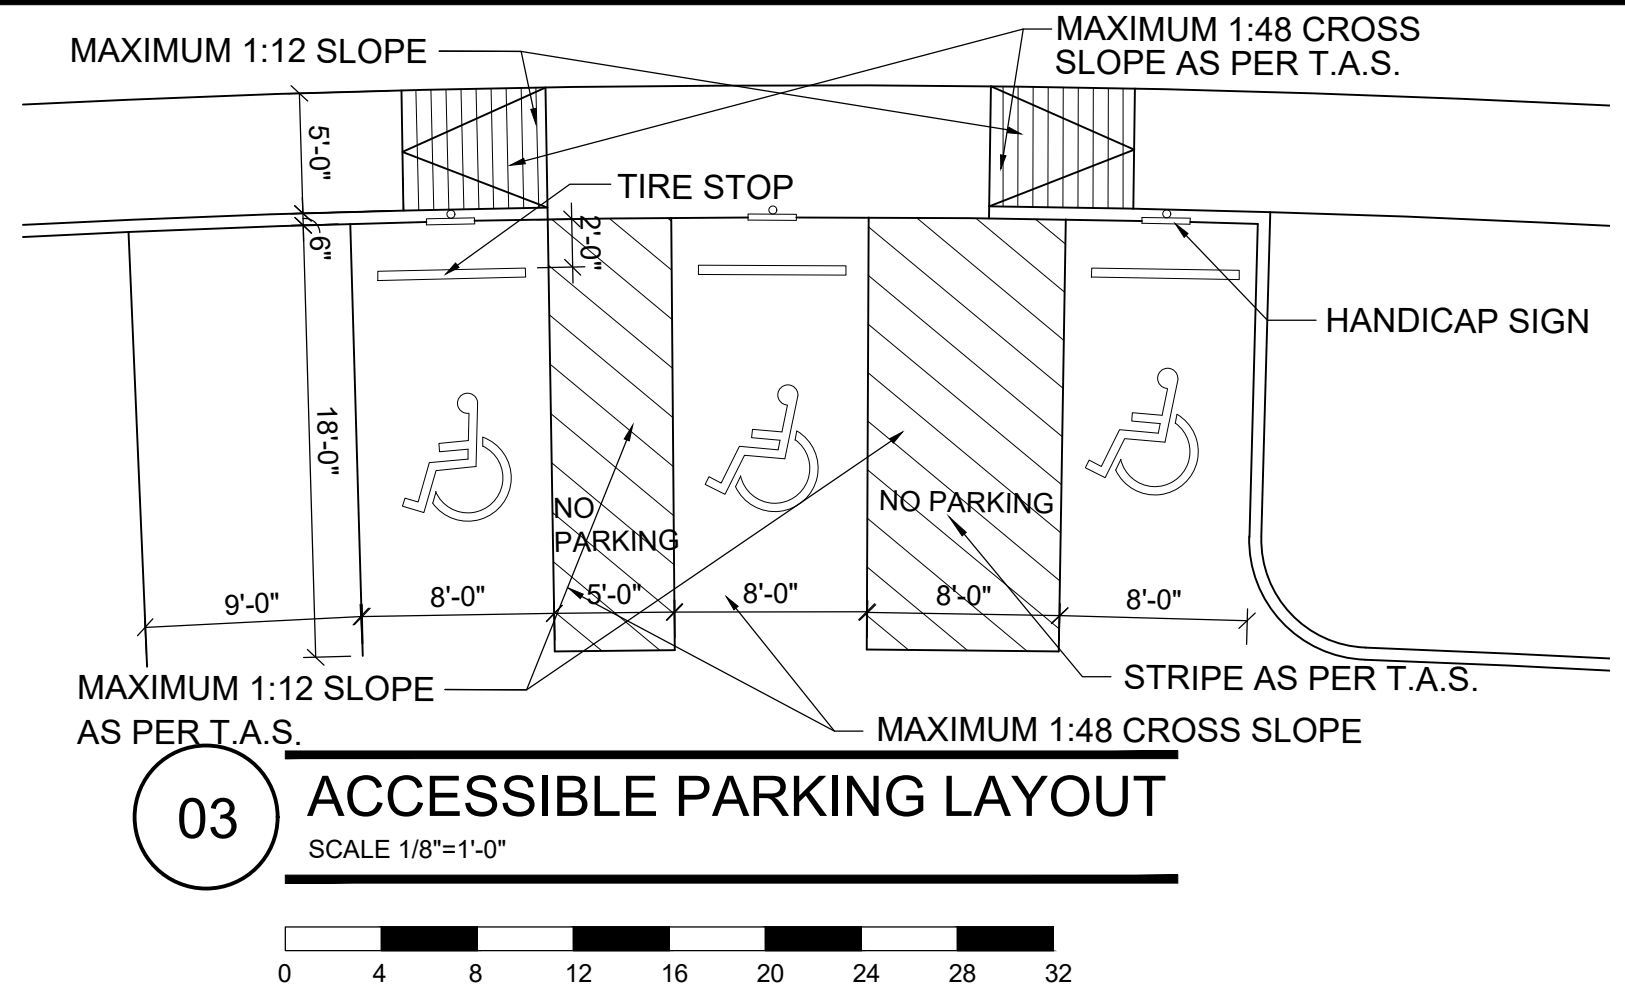 MAXIMUM 1:12 SLOPE
MAXIMUM 1:48 CROSS
SLOPE AS PER T.A.S.
5'-0"
TIRE STOP
6"
2'-0"
HANDICAP SIGN
18'-0"
NO
PARKING
NO PARKING
9'-0"
8'-0"
5'-0"
8'-0"
8'-0"
8'-0"
MAXIMUM 1:12 SLOPE
AS PER T.A.S.
STRIPE AS PER T.A.S.
MAXIMUM 1:48 CROSS SLOPE
03
ACCESSIBLE PARKING LAYOUT
SCALE 1/8"=1'-0"
0 4 8 12 16 20 24 28 32